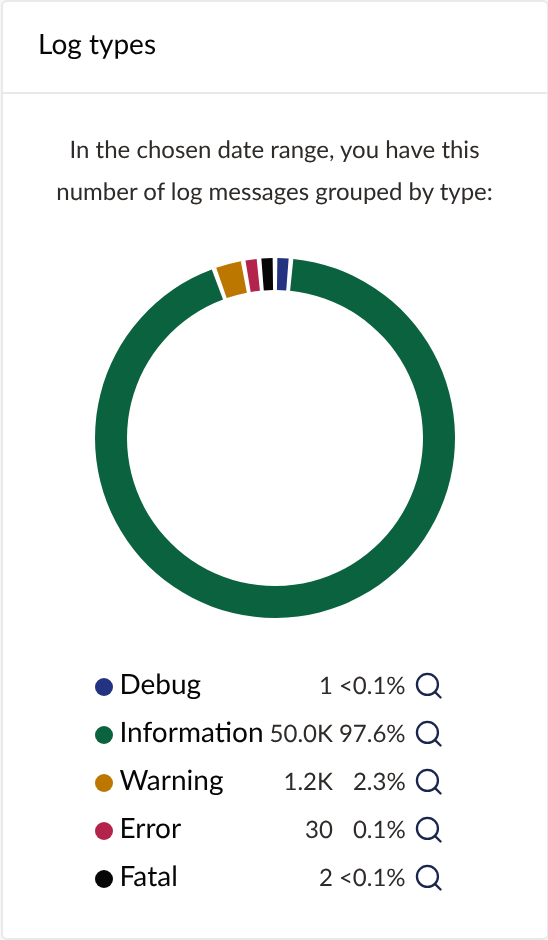 Log types
In the chosen date range, you have this
number of log messages grouped by type:
Debug 1 <0.1%
Information 50.0K 97.6%
Warning 1.2K 2.3%
Error 30 0.1%
Fatal 2 <0.1%